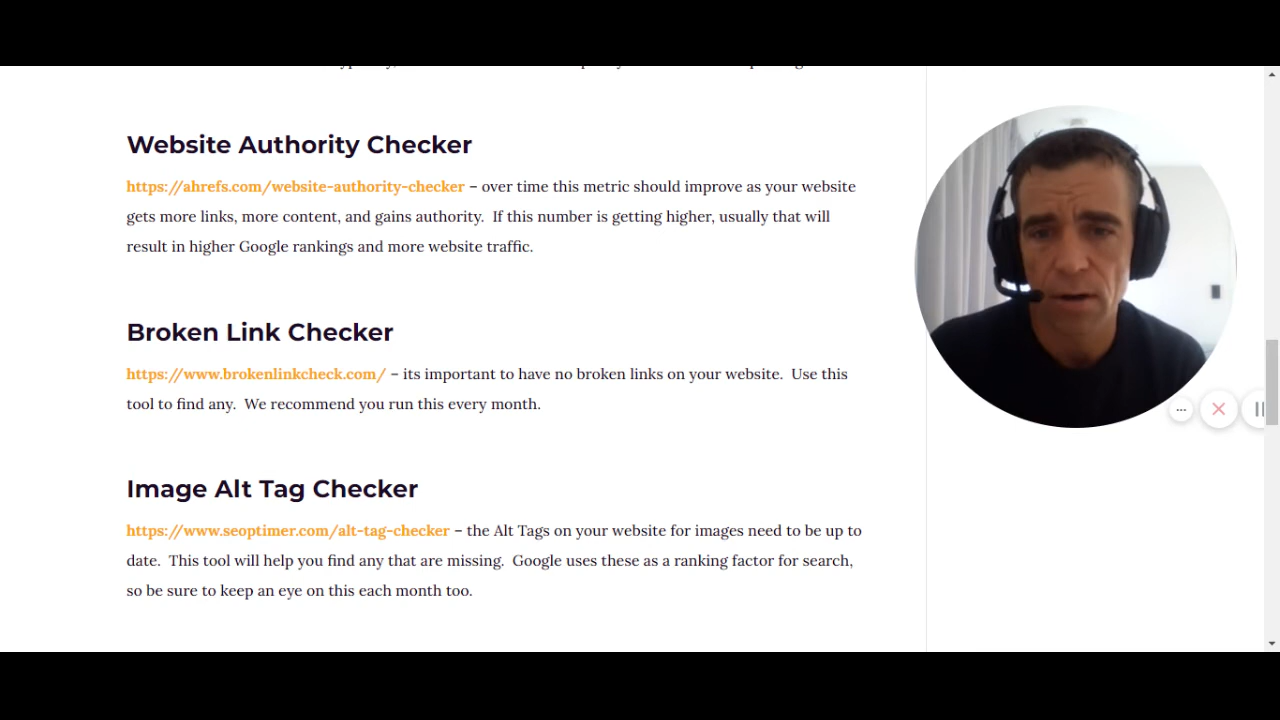 Website Authority Checker
https://ahrefs.com/website-authority-checker – over time this metric should improve as your website
gets more links, more content, and gains authority.  If this number is getting higher, usually that will
result in higher Google rankings and more website traffic.
Broken Link Checker
https://www.brokenlinkcheck.com/ – its important to have no broken links on your website.  Use this
tool to find any.  We recommend you run this every month.
Image Alt Tag Checker
https://www.seoptimer.com/alt-tag-checker – the Alt Tags on your website for images need to be up to
date.  This tool will help you find any that are missing.  Google uses these as a ranking factor for search,
so be sure to keep an eye on this each month too.